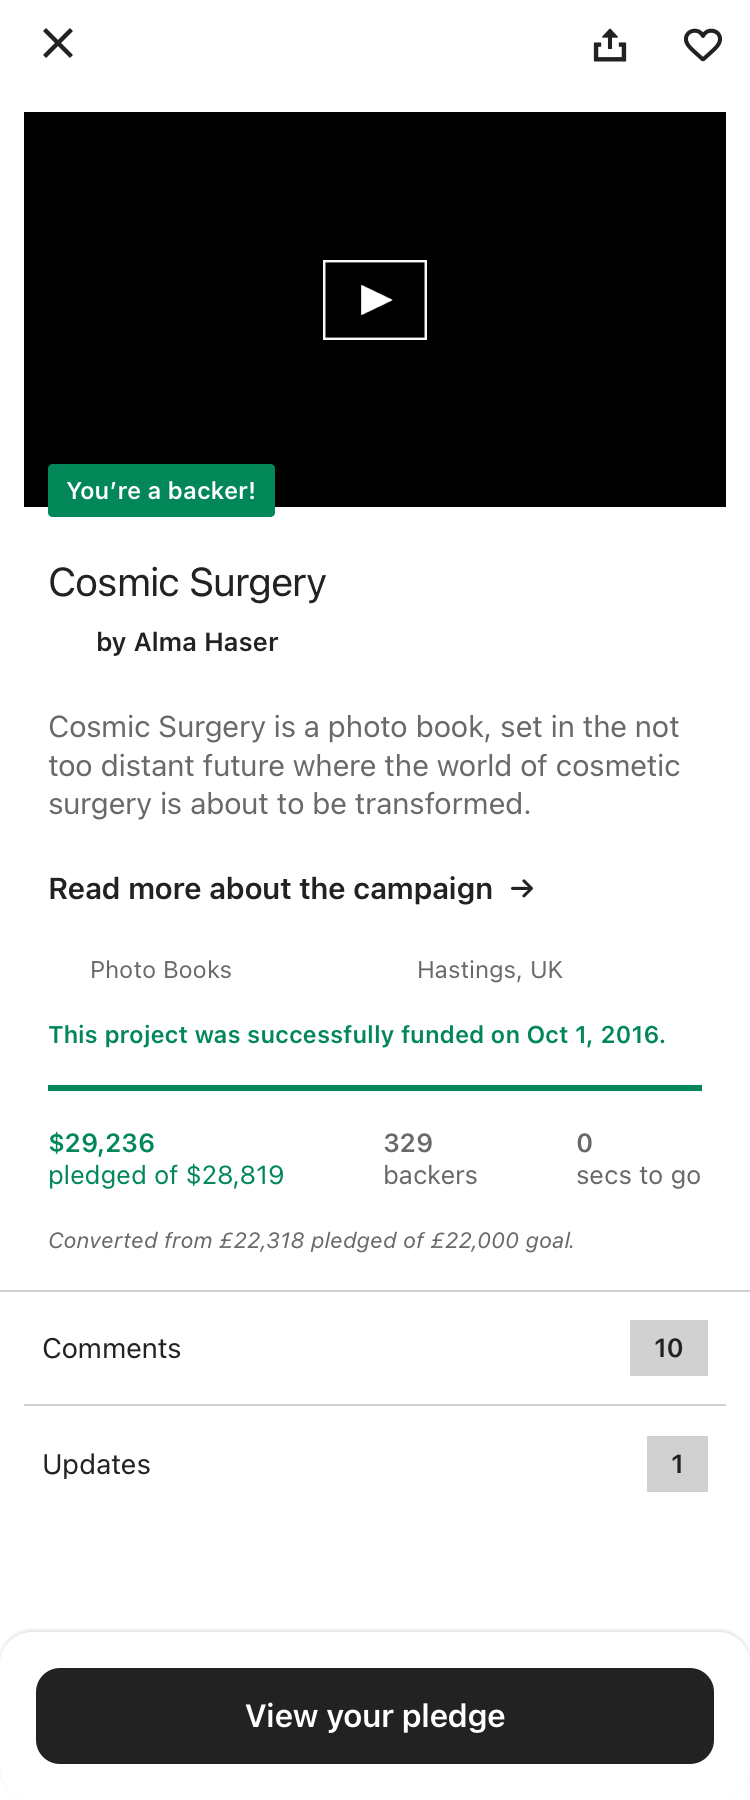 You’re a backer!
Cosmic Surgery
by Alma Haser
Cosmic Surgery is a photo book, set in the not
too distant future where the world of cosmetic
surgery is about to be transformed.
Read more about the campaign →
Photo Books Hastings, UK
This project was successfully funded on Oct 1, 2016.
$29,236 329 0
pledged of $28,819 backers secs to go
Converted from £22,318 pledged of £22,000 goal.
Comments 10
Updates 1
View your pledge